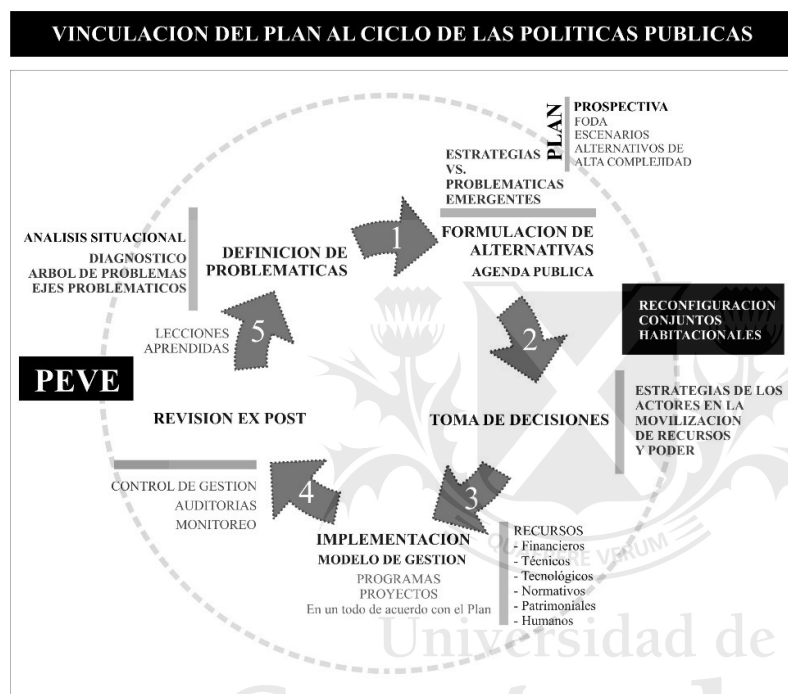 VINCULACION DEL PLAN AL CICLO DE LAS POLITICAS PUBLICAS
PLAN
PROSPECTIVA
FODA
ESCENARIOS
ALTERNATIVOS DE
ALTA COMPLEJIDAD
ESTRATEGIAS
VS.
PROBLEMATICAS
EMERGENTES
ANALISIS SITUACIONAL
DIAGNOSTICO
ARBOL DE PROBLEMAS
EJES PROBLEMATICOS
DEFINICION DE
PROBLEMATICAS
1
FORMULACION DE
ALTERNATIVAS
AGENDA PUBLICA
2
RECONFIGURACION
CONJUNTOS
HABITACIONALES
5
LECCIONES
APRENDIDAS
PEVE
REVISION EX POST
TOMA DE DECISIONES
ESTRATEGIAS DE LOS
ACTORES EN LA
MOVILIZACION
DE RECURSOS
Y PODER
CONTROL DE GESTION
AUDITORIAS
MONITOREO
4
3
IMPLEMENTACION
MODELO DE GESTION
PROGRAMAS
PROYECTOS
En un todo de acuerdo con el Plan
RECURSOS
- Financieros
- Técnicos
- Tecnológicos
- Normativos
- Patrimoniales
- Humanos
QUAERERE VERUM
Universidad de